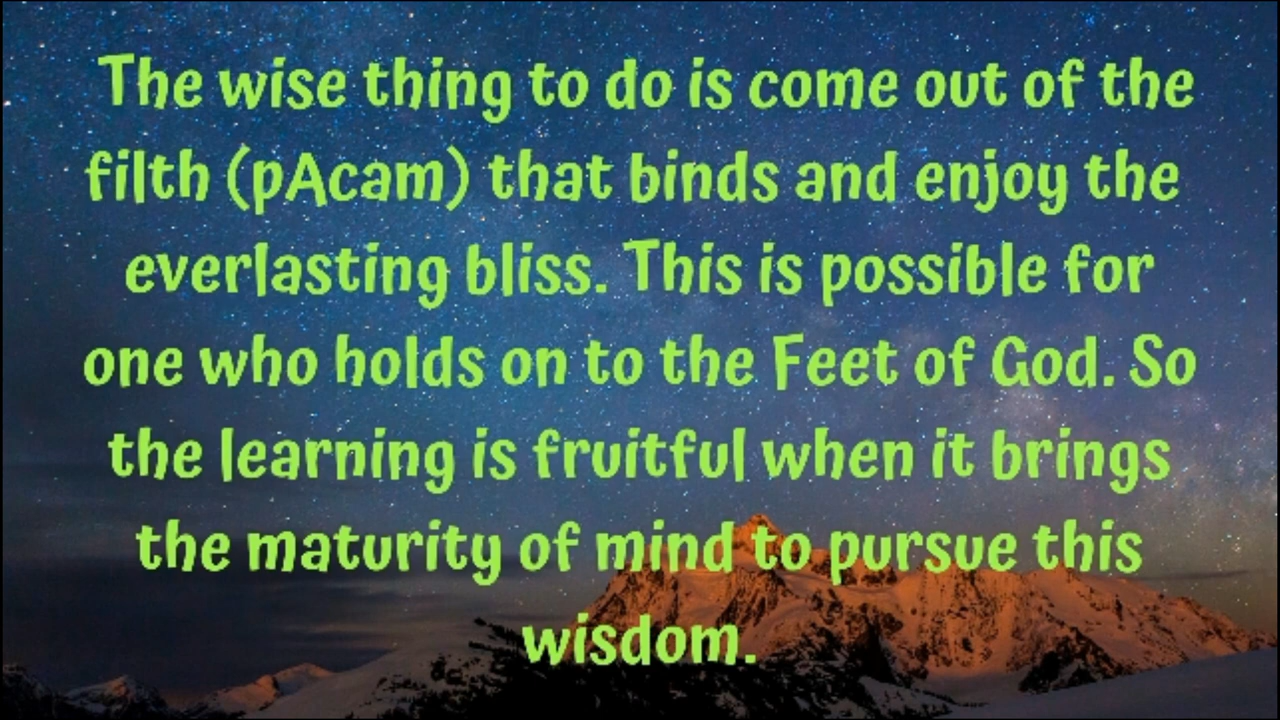 The wise thing to do is come out of the
filth (pAcam) that binds and enjoy the
everlasting bliss. This is possible for
one who holds on to the Feet of God. So
the learning is fruitful when it brings
the maturity of mind to pursue this
wisdom.